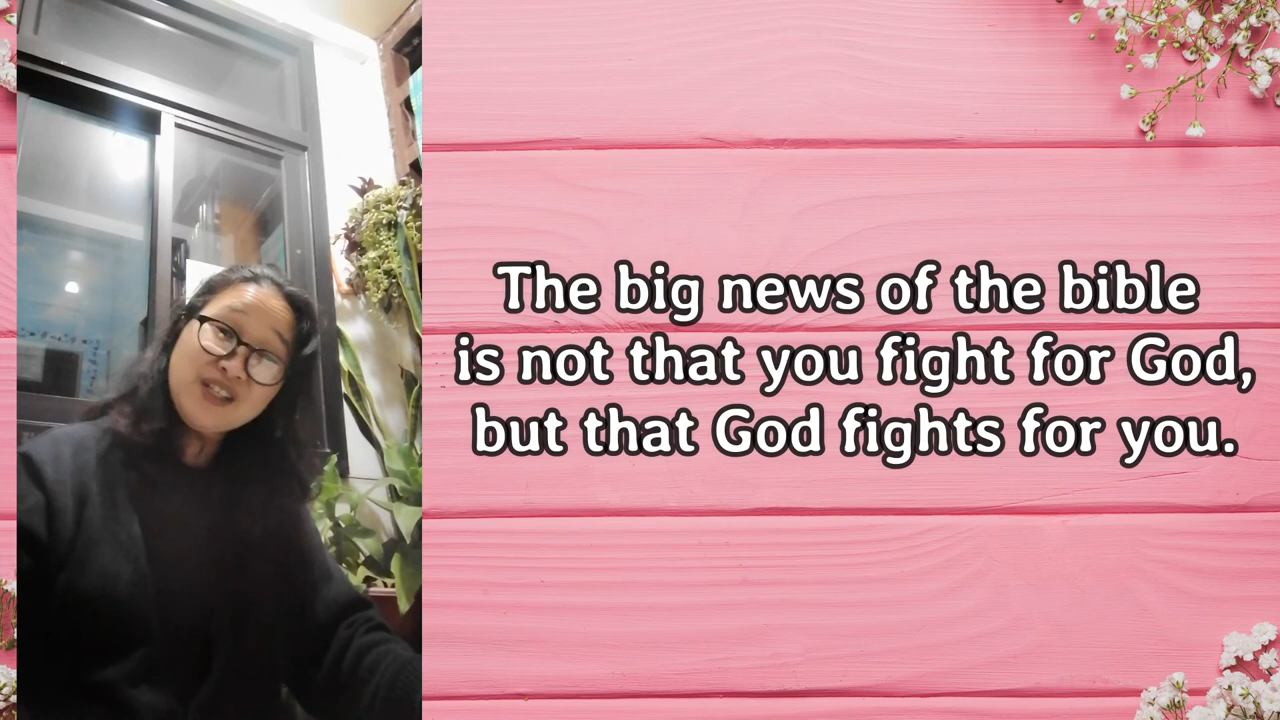 The big news of the bible
is not that you fight for God,
but that God fights for you.